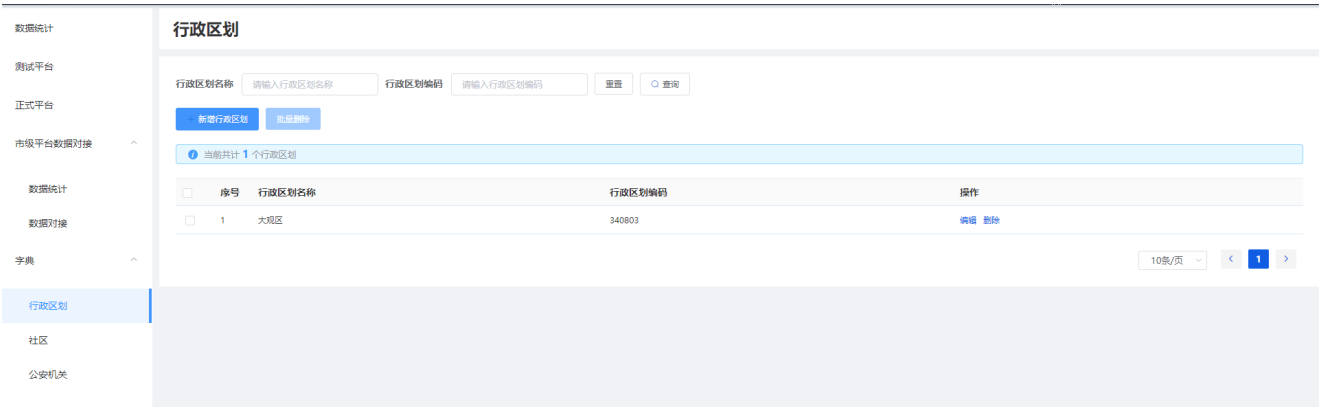 数据统计
测试平台
正式平台
市级平台数据对接
数据统计
数据对接
字典
行政区划
社区
公安机关
行政区划
行政区划名称 请输入行政区划名称 行政区划编码 请输入行政区划编码 重置 查询
+ 新增行政区划 批量删除
当前共计 1 个行政区划
序号 行政区划名称 行政区划编码 操作
1 大观区 340803 编辑 删除
10条/页 < 1 >